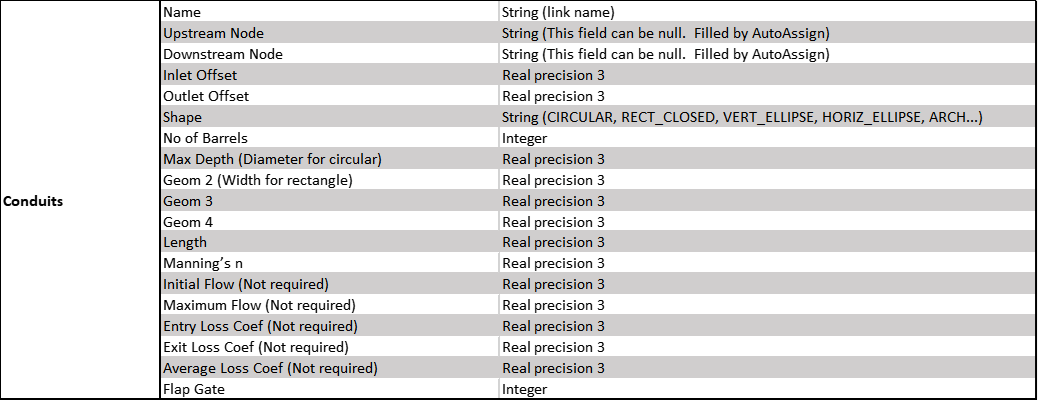 Name String (link name)
Upstream Node String (This field can be null.  Filled by AutoAssign)
Downstream Node String (This field can be null.  Filled by AutoAssign)
Inlet Offset Real precision 3
Outlet Offset Real precision 3
Shape String (CIRCULAR, RECT_CLOSED, VERT_ELLIPSE, HORIZ_ELLIPSE, ARCH...)
No of Barrels Integer
Max Depth (Diameter for circular) Real precision 3
Geom 2 (Width for rectangle) Real precision 3
Conduits Geom 3 Real precision 3
Geom 4 Real precision 3
Length Real precision 3
Manning’s n Real precision 3
Initial Flow (Not required) Real precision 3
Maximum Flow (Not required) Real precision 3
Entry Loss Coef (Not required) Real precision 3
Exit Loss Coef (Not required) Real precision 3
Average Loss Coef (Not required) Real precision 3
Flap Gate Integer